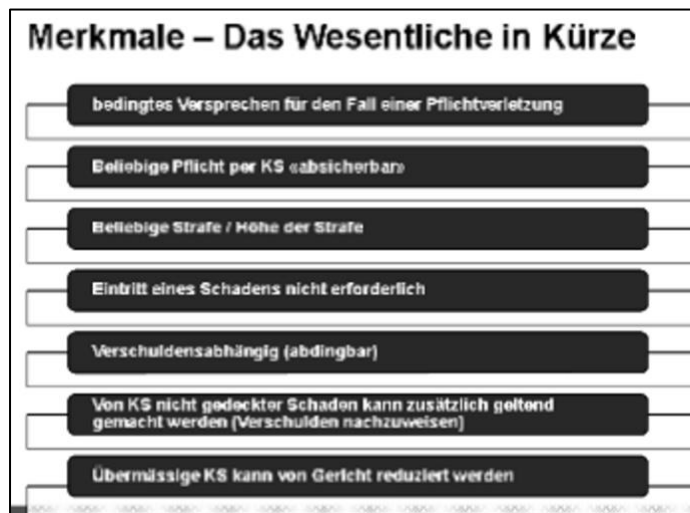 Merkmale – Das Wesentliche in Kürze
bedingtes Versprechen für den Fall einer Pflichtverletzung
Beliebige Pflicht per KS «absicherbar»
Beliebige Strafe / Höhe der Strafe
Eintritt eines Schadens nicht erforderlich
Verschuldensabhängig (abdingbar)
Von KS nicht gedeckter Schaden kann zusätzlich geltend
gemacht werden (Verschulden nachzuweisen)
Übermässige KS kann von Gericht reduziert werden